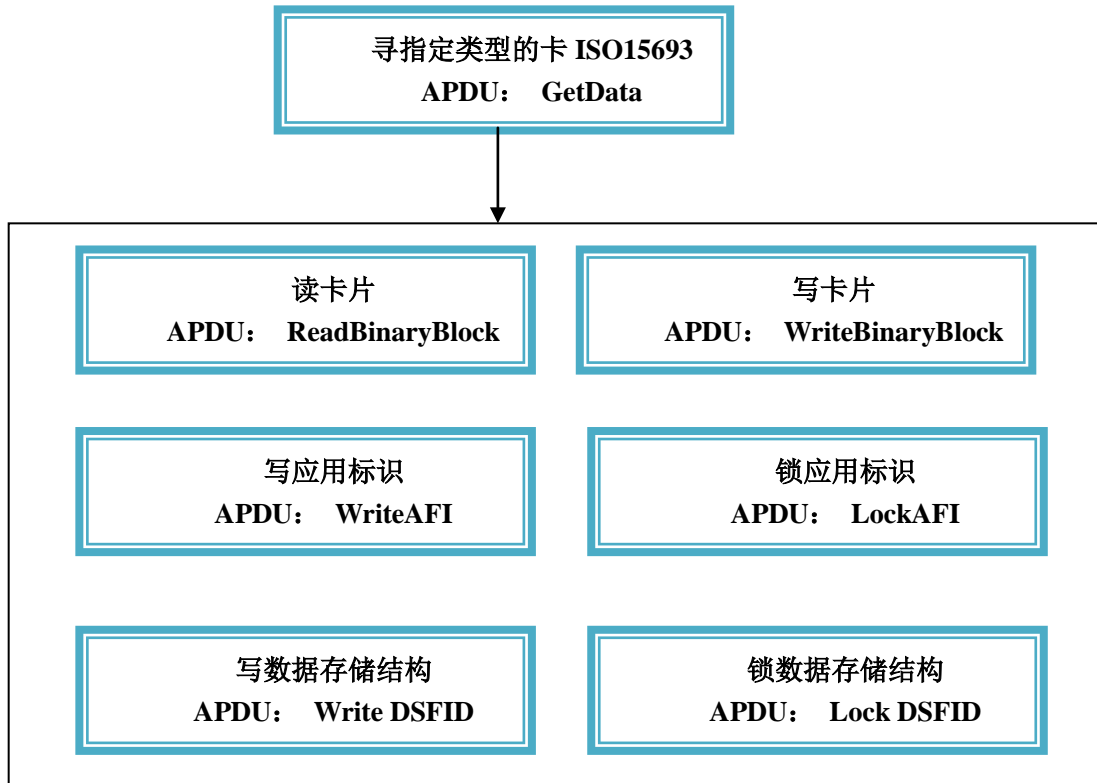 寻指定类型的卡 ISO15693
APDU： GetData
读卡片
APDU： ReadBinaryBlock
写卡片
APDU： WriteBinaryBlock
写应用标识
APDU： WriteAFI
锁应用标识
APDU： LockAFI
写数据存储结构
APDU： Write DSFID
锁数据存储结构
APDU： Lock DSFID